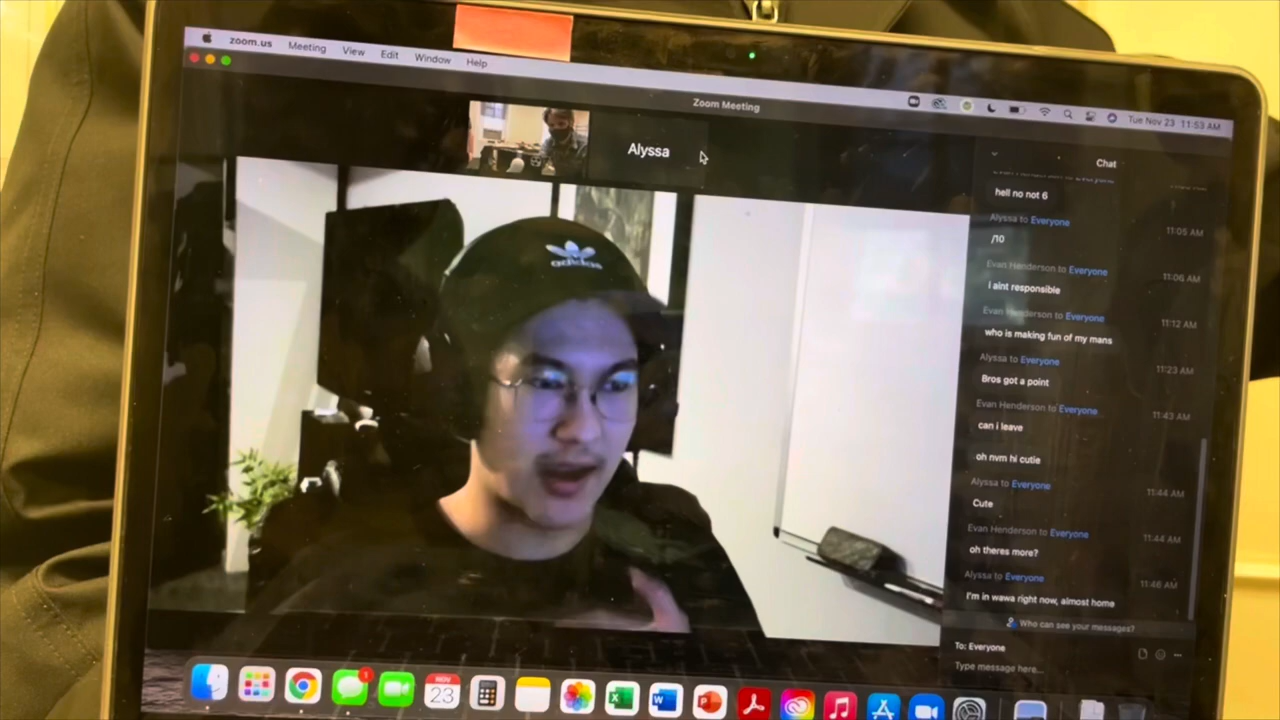 zoom.us Meeting View Edit Window Help
Tue Nov 23 11:53 AM
Zoom Meeting
Alyssa
adidas
Chat
hell no not 6
Alyssa to Everyone 11:05 AM
/10
Evan Henderson to Everyone 11:06 AM
i aint responsible
Evan Henderson to Everyone 11:12 AM
who is making fun of my mans
Alyssa to Everyone 11:23 AM
Bros got a point
Evan Henderson to Everyone 11:43 AM
can i leave
oh nvm hi cutie
Alyssa to Everyone 11:44 AM
Cute
Evan Henderson to Everyone 11:44 AM
oh theres more?
Alyssa to Everyone 11:46 AM
I'm in wawa right now, almost home
Who can see your messages?
To: Everyone
Type message here...
1
NOV
23